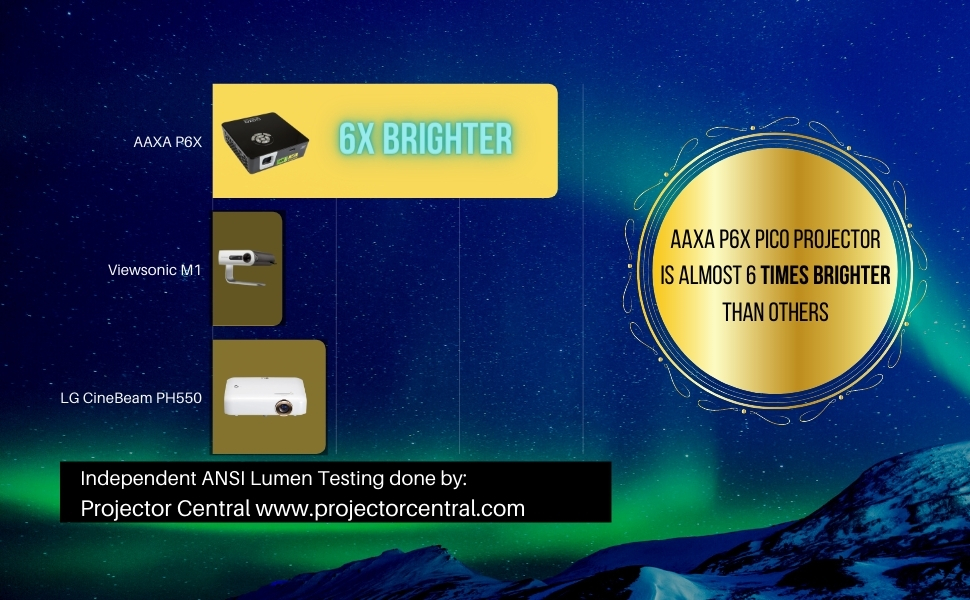 AAXA P6X
6X BRIGHTER
Viewsonic M1
LG CineBeam PH550
AAXA P6X PICO PROJECTOR
IS ALMOST 6 TIMES BRIGHTER
THAN OTHERS
Independent ANSI Lumen Testing done by:
Projector Central www.projectorcentral.com